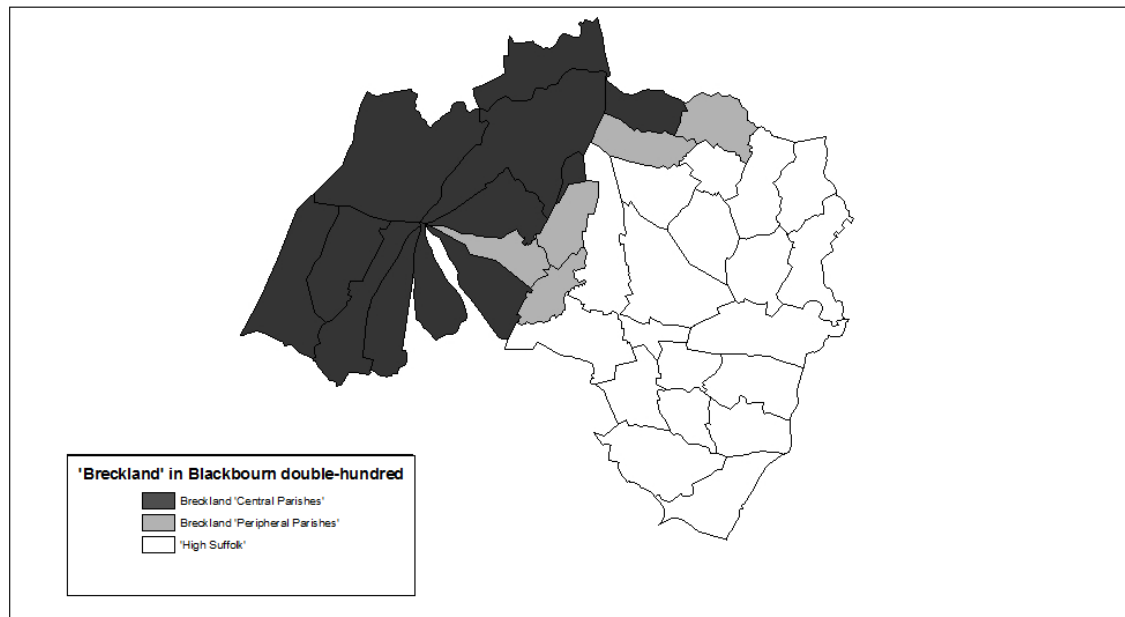 'Breckland' in Blackbourn double-hundred
Breckland 'Central Parishes'
Breckland 'Peripheral Parishes'
'High Suffolk'